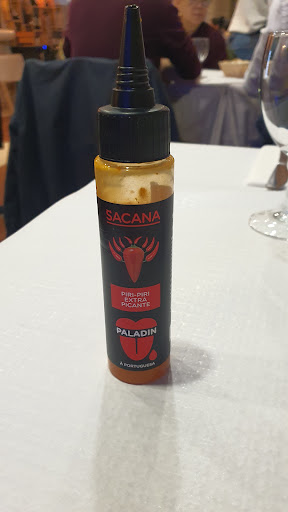 SACANA
PIRI-PIRI
EXTRA
PICANTE
PALADIN
À PORTUGUESA